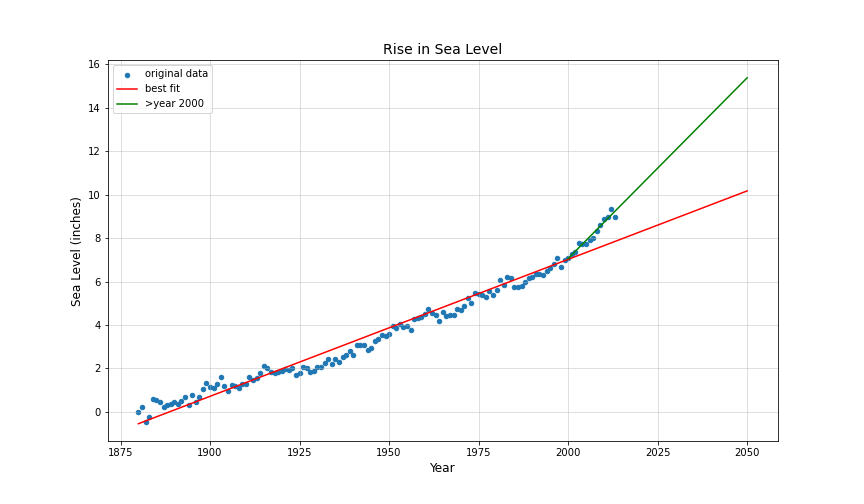 Rise in Sea Level
original data
best fit
>year 2000
16
14
12
10
8
6
4
2
0
Sea Level (inches)
1875 1900 1925 1950 1975 2000 2025 2050
Year